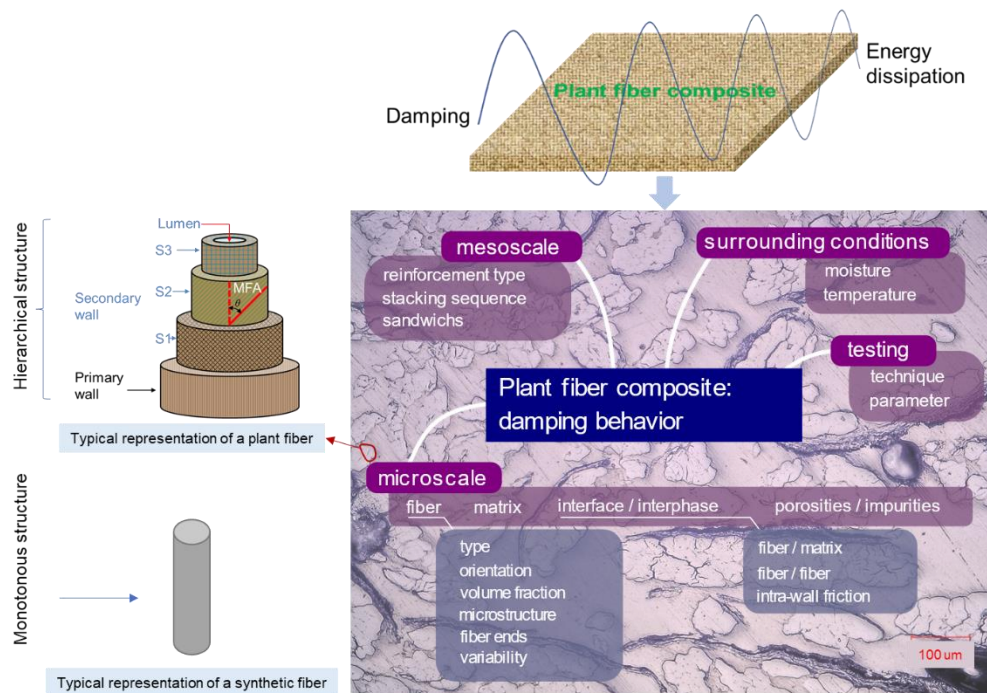 Damping
Plant fiber composite
Energy
dissipation
Hierarchical structure
Lumen
S3
S2
MFA
θ
Secondary
wall
S1
Primary
wall
Typical representation of a plant fiber
Monotonous structure
Typical representation of a synthetic fiber
mesoscale
reinforcement type
stacking sequence
sandwichs
surrounding conditions
moisture
temperature
testing
technique
parameter
Plant fiber composite:
damping behavior
microscale
fiber matrix interface / interphase porosities / impurities
type
orientation
volume fraction
microstructure
fiber ends
variability
fiber / matrix
fiber / fiber
intra-wall friction
100 um